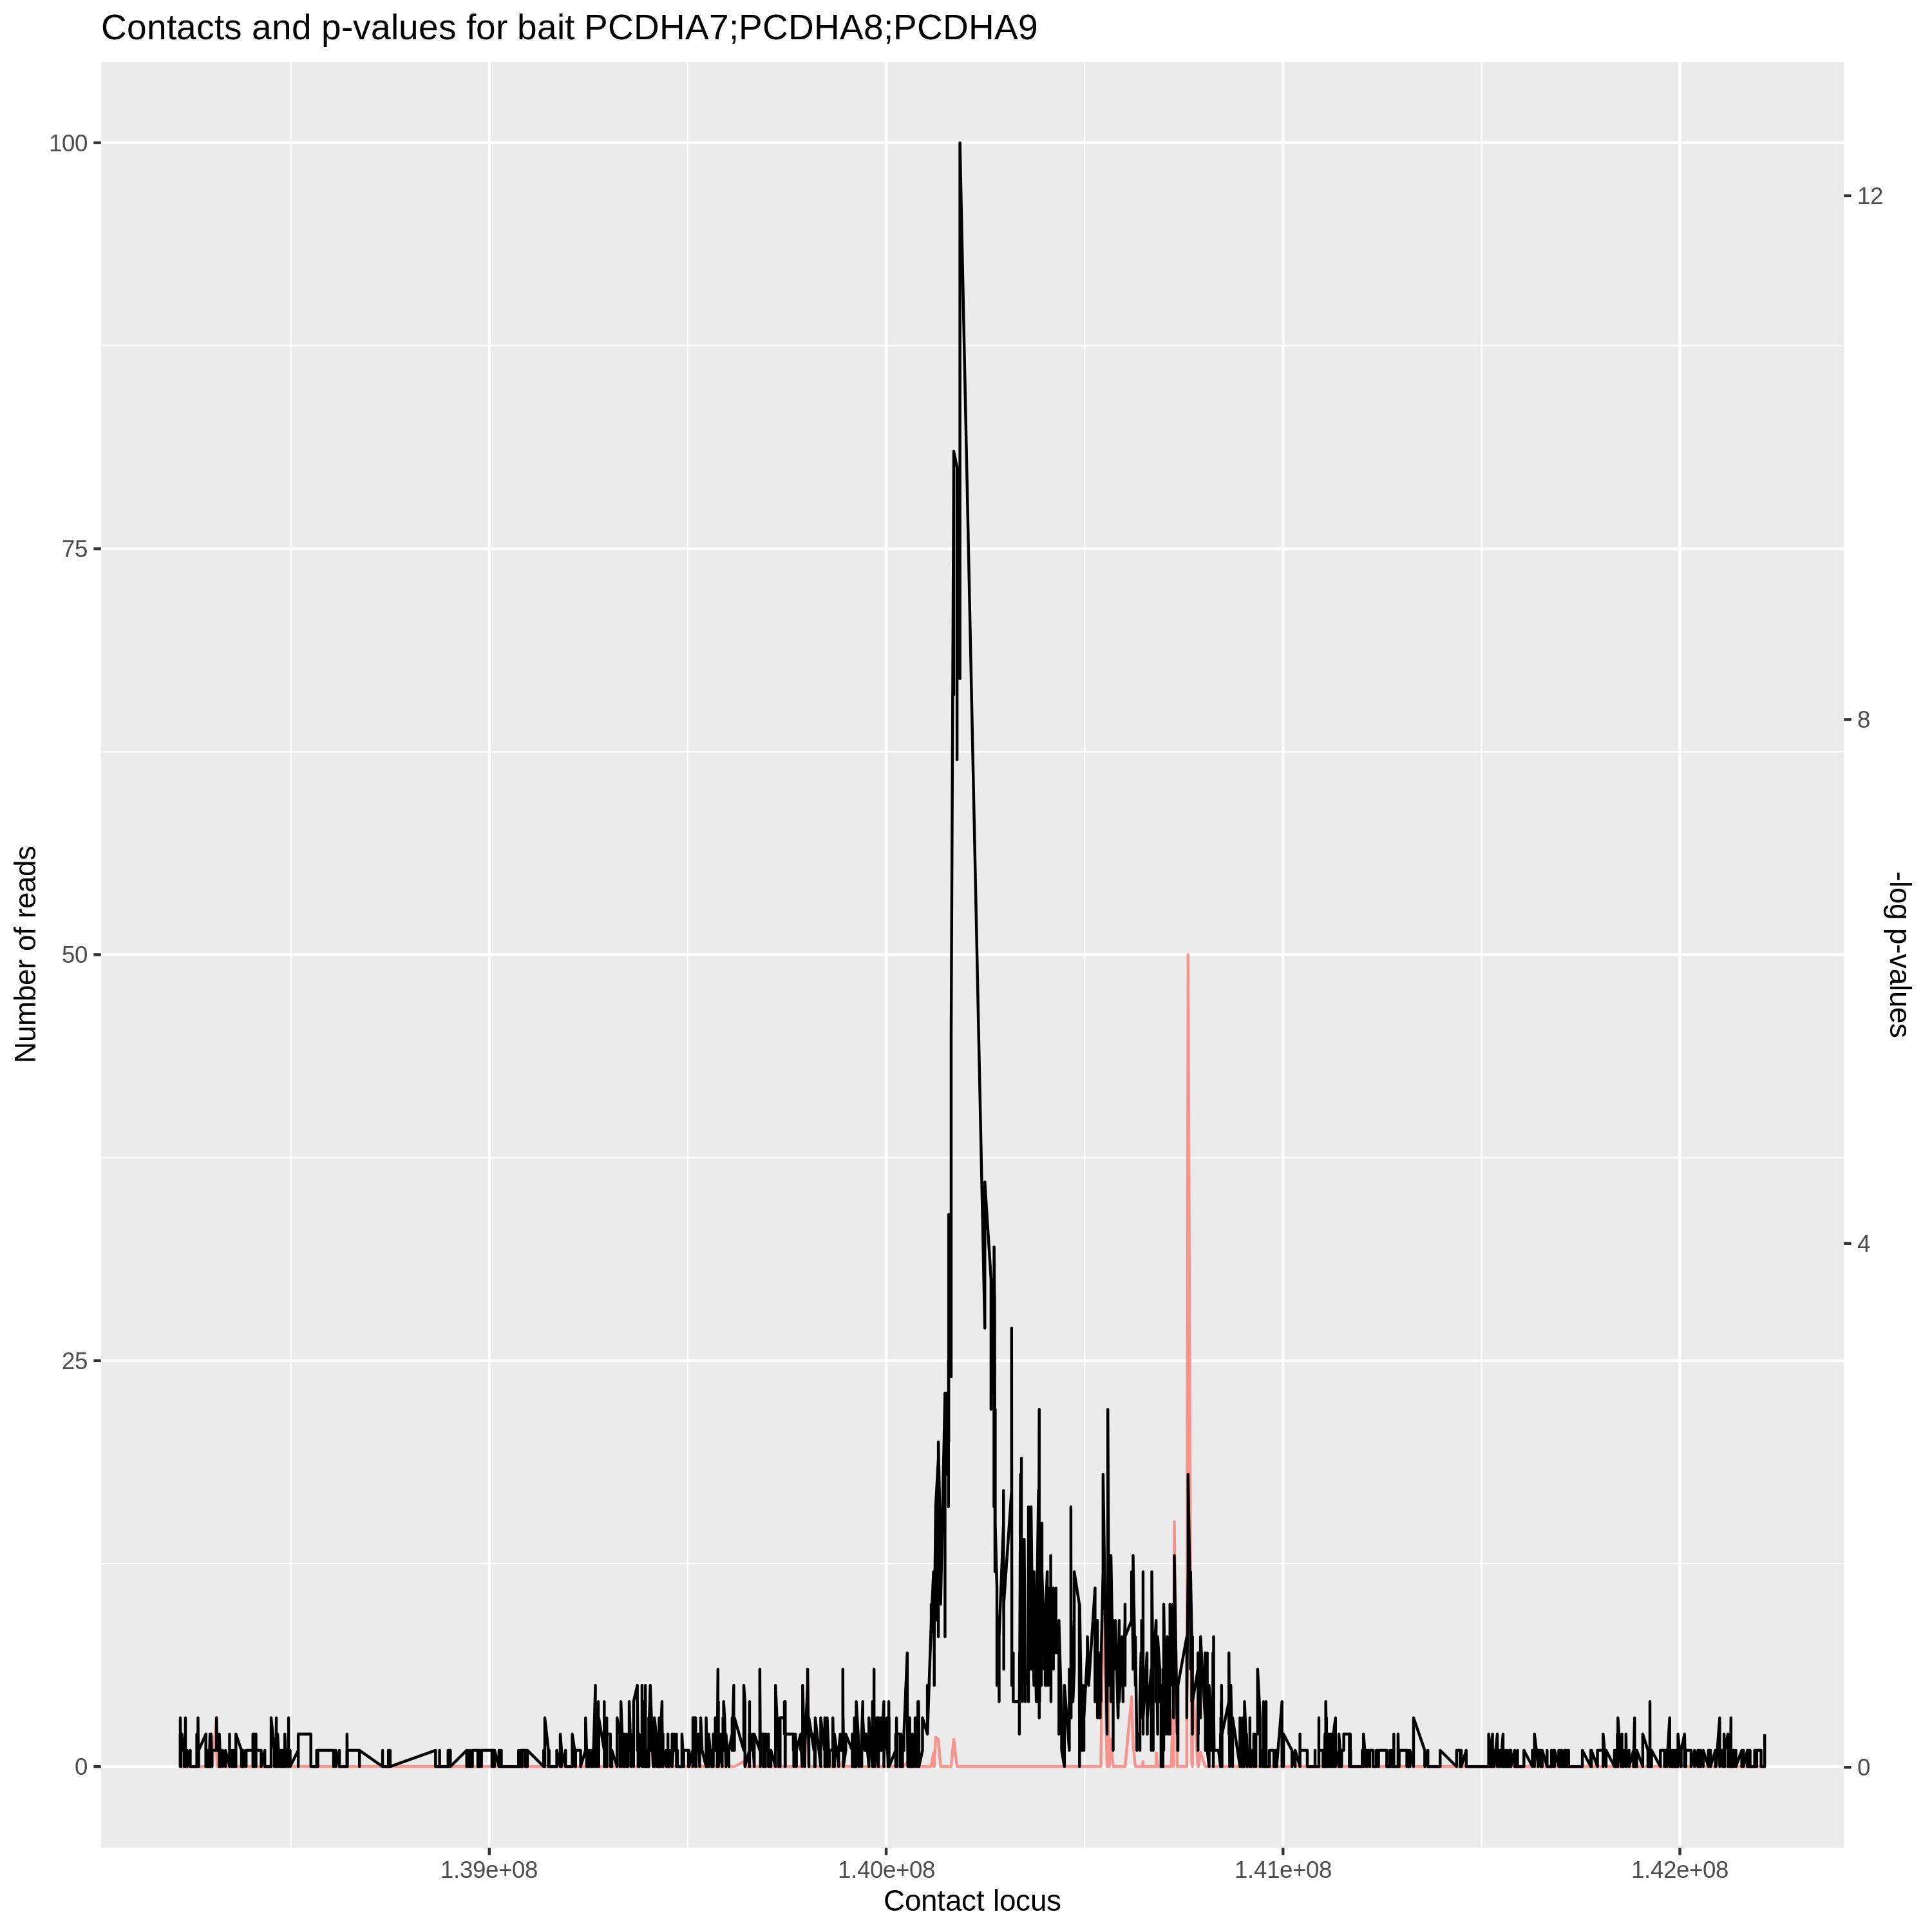 Contacts and p-values for bait PCDHA7;PCDHA8;PCDHA9
100
75
50
25
0
Number of reads
12
8
4
0
-log p-values
1.39e+08
1.40e+08
1.41e+08
1.42e+08
Contact locus